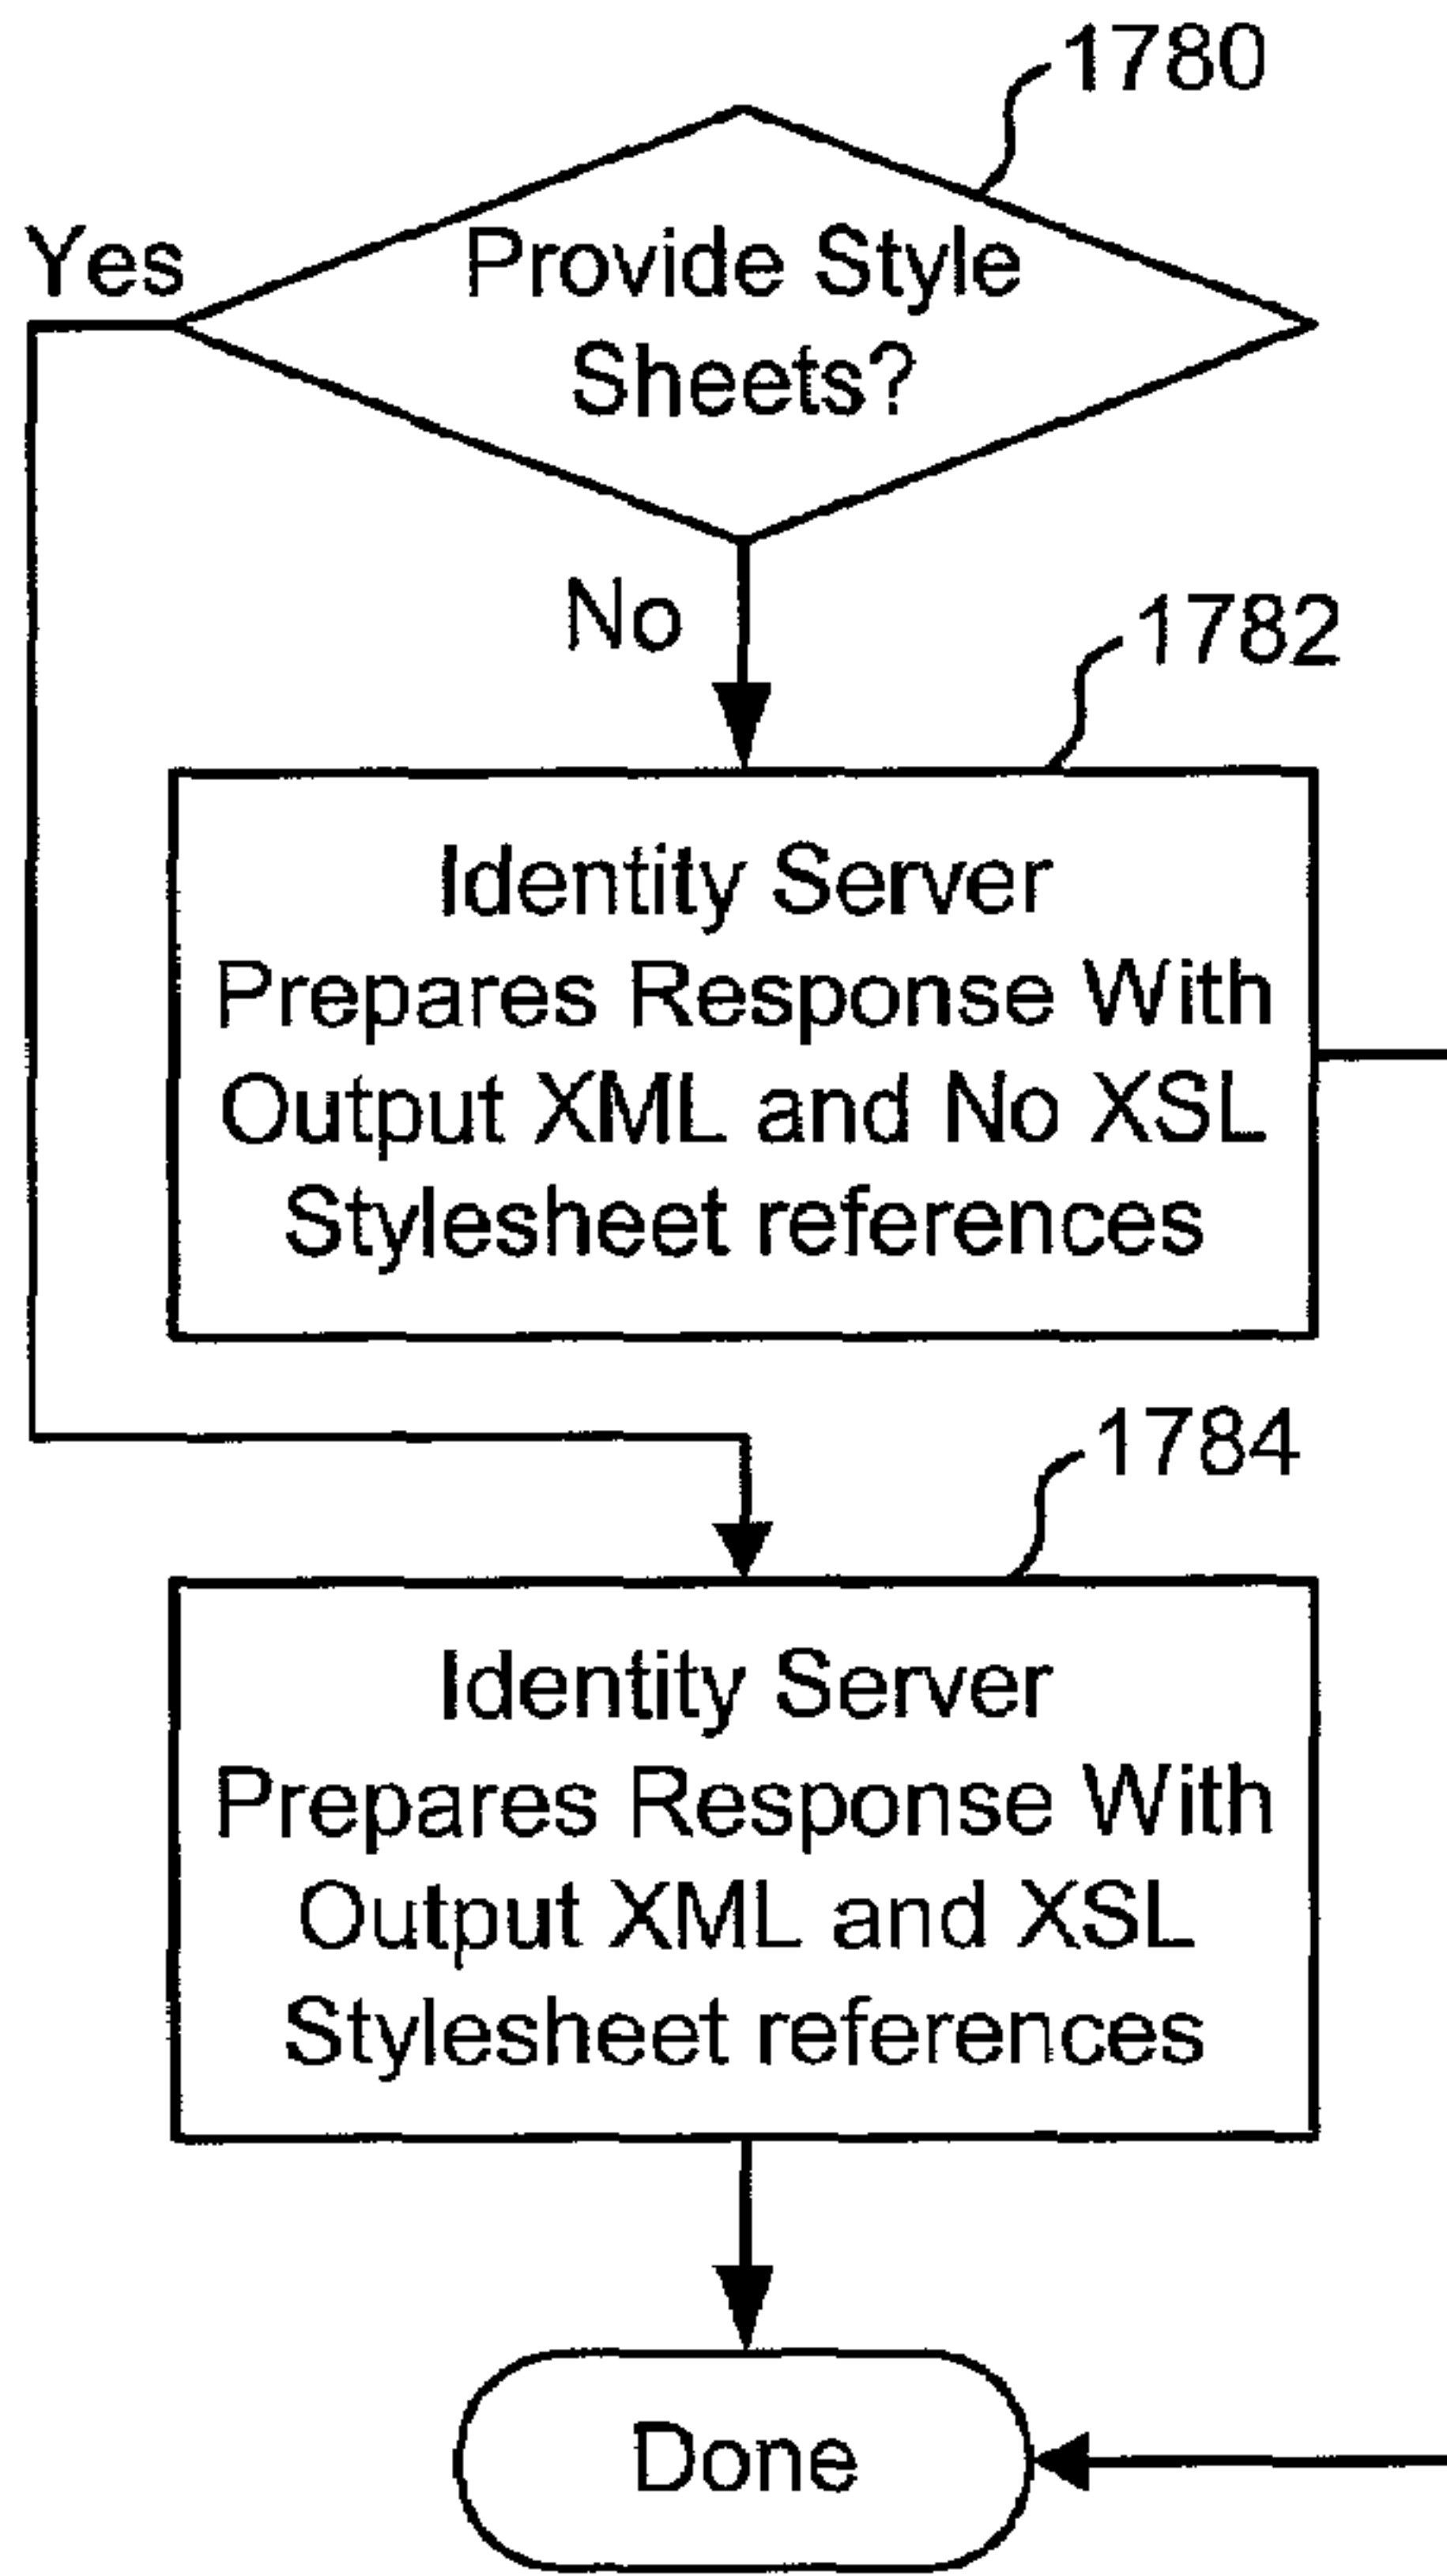 1780
Yes
Provide Style
Sheets?
No
1782
Identity Server
Prepares Response With
Output XML and No XSL
Stylesheet references
1784
Identity Server
Prepares Response With
Output XML and XSL
Stylesheet references
Done